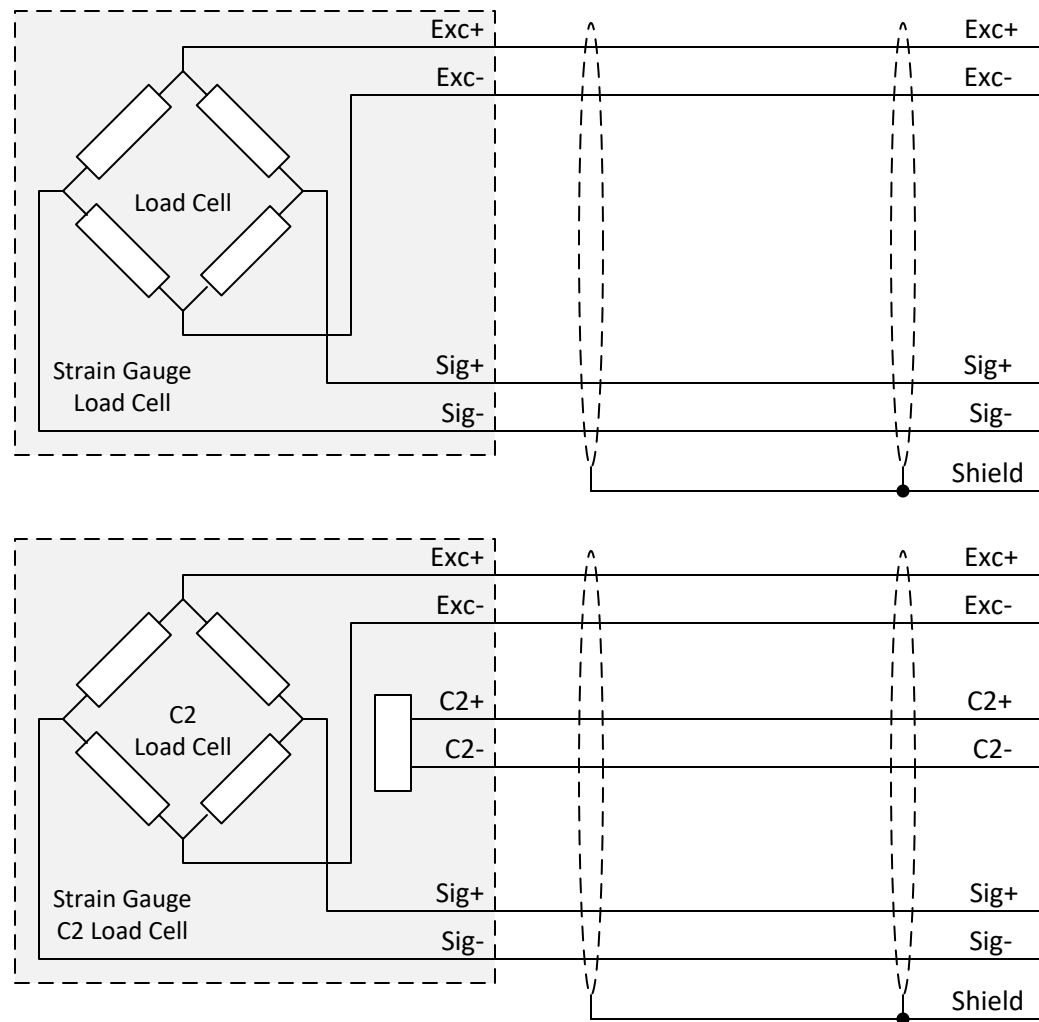 Exc+ Exc+
Exc- Exc-
Load Cell
Sig+ Sig+
Strain Gauge
Load Cell
Sig- Sig-
Shield
Exc+ Exc+
Exc- Exc-
C2+ C2+
C2
Load Cell
C2- C2-
Sig+ Sig+
Strain Gauge
C2 Load Cell
Sig- Sig-
Shield